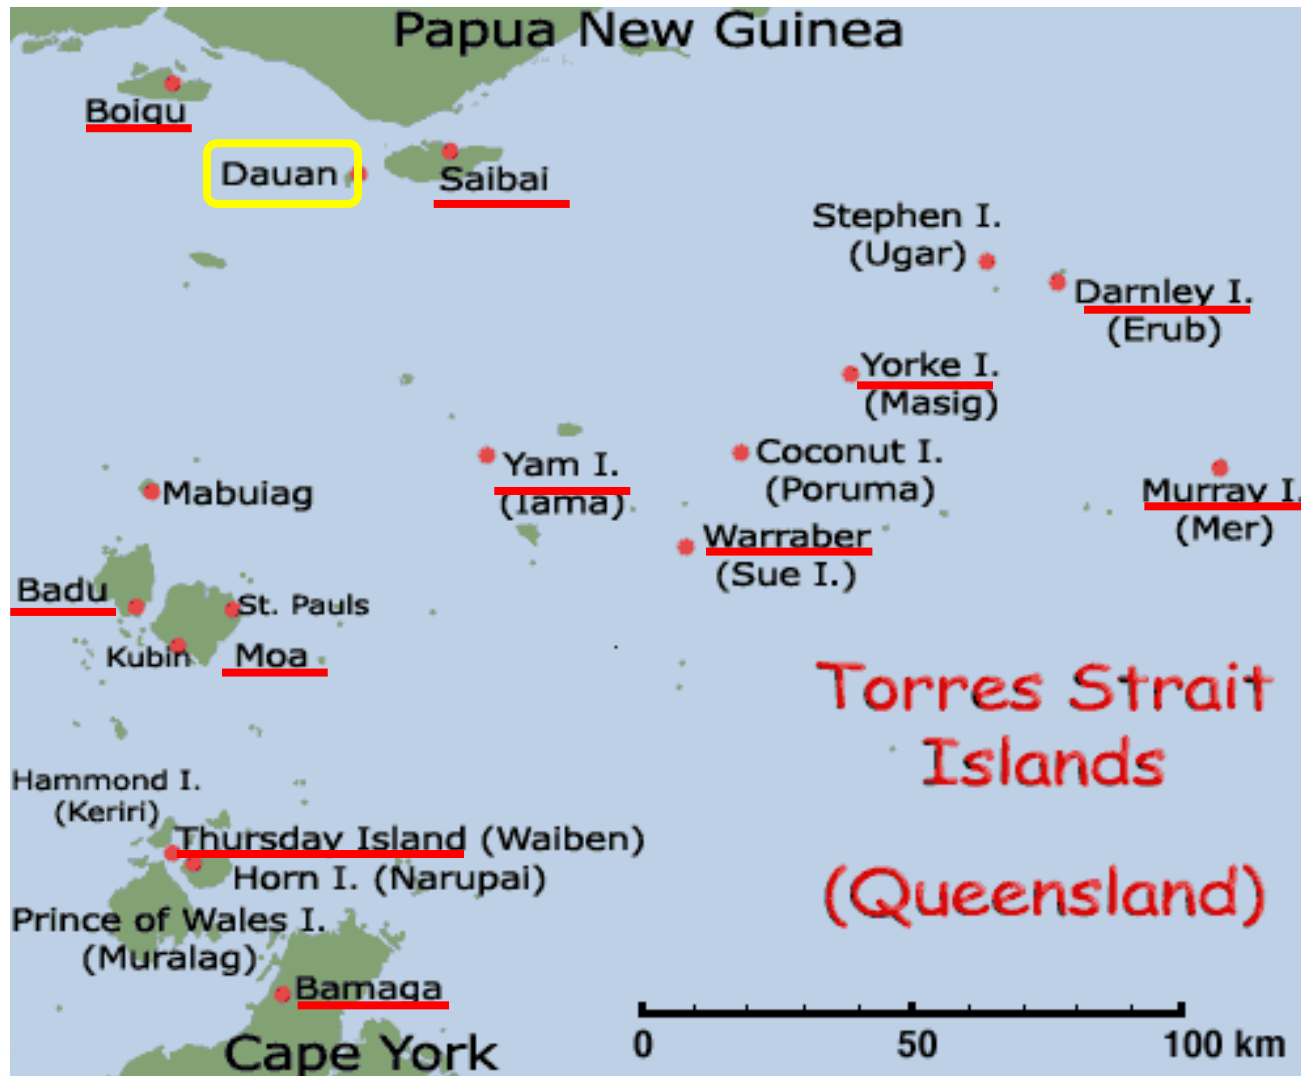 Papua New Guinea
Boigu
Dauan
Saibai
Stephen I.
(Ugar)
Darnley I.
(Erub)
Yorke I.
(Masig)
Yam I.
(Iama)
Coconut I.
(Poruma)
Mabuiag
Murray I.
(Mer)
Warraber
(Sue I.)
Badu
St. Pauls
Kubin
Moa
Torres Strait
Islands
(Queensland)
Hammond I.
(Keriri)
Thursday Island (Waiben)
Horn I. (Narupai)
Prince of Wales I.
(Muralag)
Bamaga
Cape York
0 50 100 km